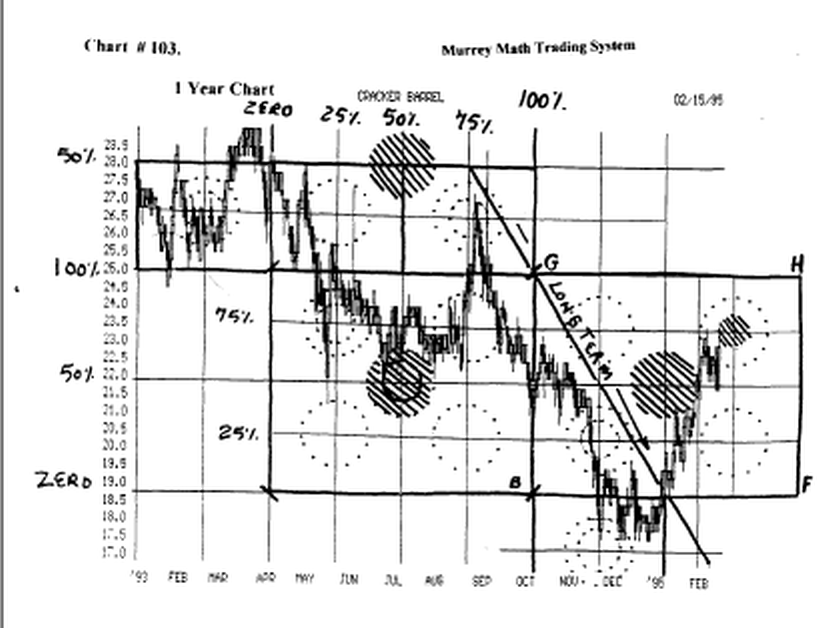 Chart # 103.
Murrey Math Trading System
1 Year Chart
CRACKER BARREL
02/15/95
ZERO 25% 50% 75% 100%
50%
28.5
28.0
27.5
27.0
26.5
26.0
25.5
100% 25.0 G H
24.5
24.0
75% 23.5
23.0
22.5
50% 22.0
21.5
21.0
25% 20.5
20.0
19.5
ZERO 19.0 B F
18.5
18.0
17.5
17.0
LONG TEAM
'93 FEB MAR APR MAY JUN JUL AUG SEP OCT NOV DEC '95 FEB